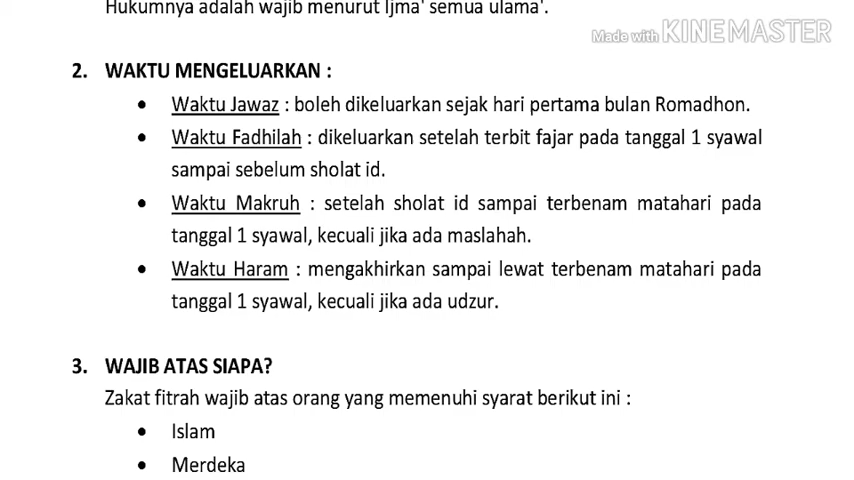 Hukumnya adalah wajib menurut Ijma' semua ulama'.
Made with KINEMASTER
2. WAKTU MENGELUARKAN :
• Waktu Jawaz : boleh dikeluarkan sejak hari pertama bulan Romadhon.
• Waktu Fadhilah : dikeluarkan setelah terbit fajar pada tanggal 1 syawal
sampai sebelum sholat id.
• Waktu Makruh : setelah sholat id sampai terbenam matahari pada
tanggal 1 syawal, kecuali jika ada maslahah.
• Waktu Haram : mengakhirkan sampai lewat terbenam matahari pada
tanggal 1 syawal, kecuali jika ada udzur.
3. WAJIB ATAS SIAPA?
Zakat fitrah wajib atas orang yang memenuhi syarat berikut ini :
• Islam
• Merdeka